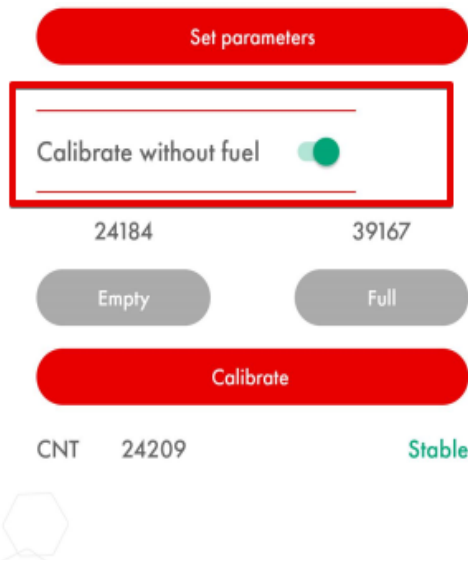 Set parameters
Calibrate without fuel
24184 39167
Empty Full
Calibrate
CNT 24209 Stable